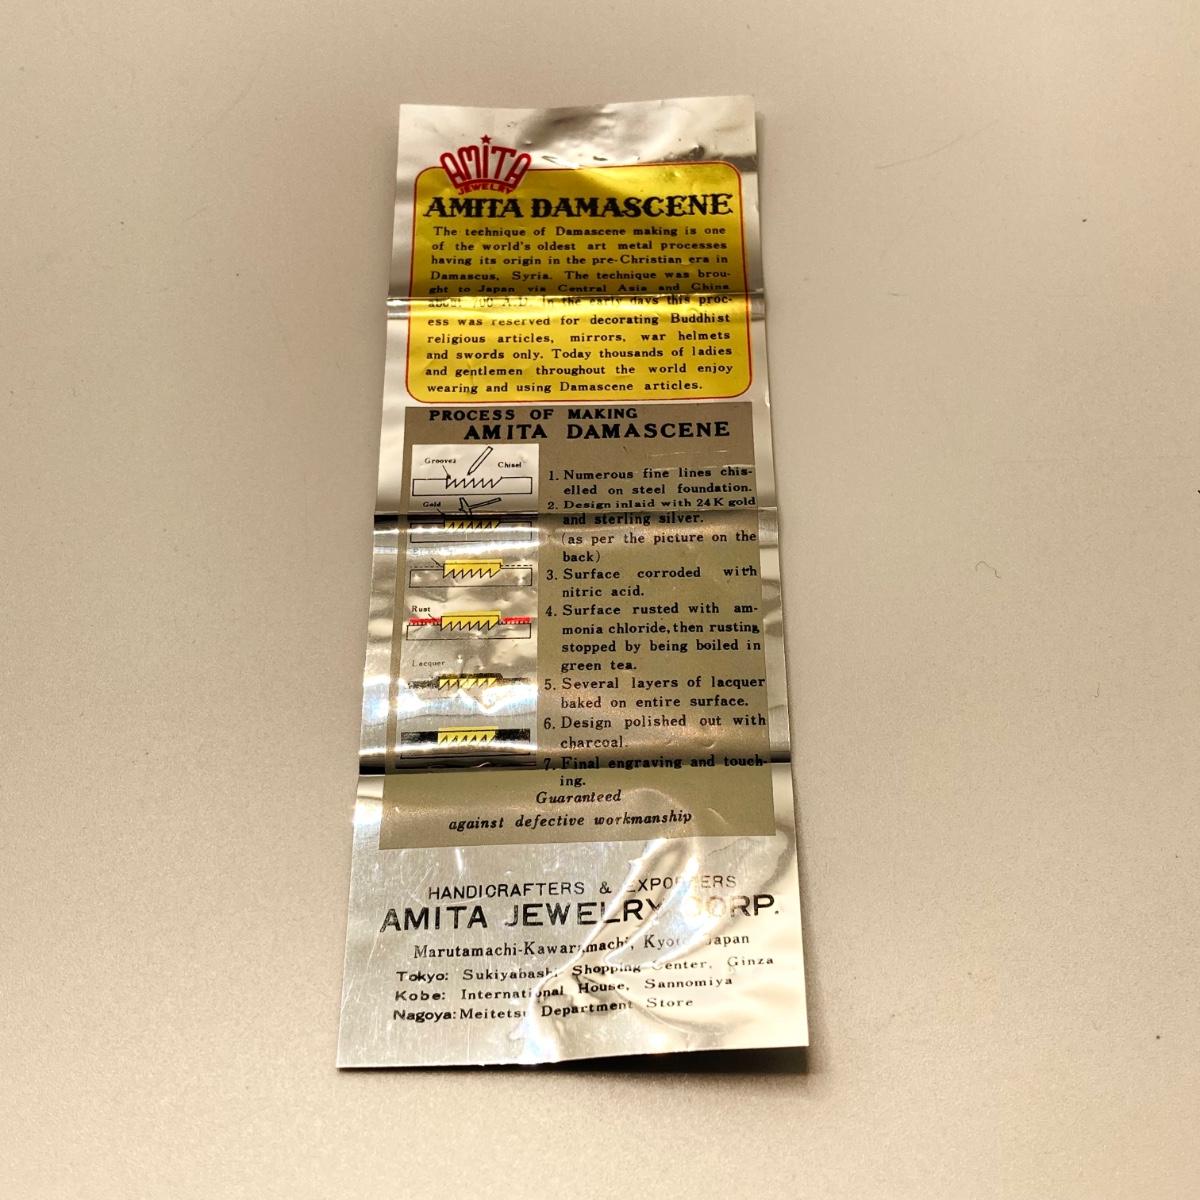 AMITA
JEWELRY
AMITA DAMASCENE
The technique of Damascene making is one
of the world's oldest art metal processes
having its origin in the pre-Christian era in
Damascus, Syria. The technique was brou-
ght to Japan via Central Asia and China
about 700 A.D. In the early days this proc-
ess was reserved for decorating Buddhist
religious articles, mirrors, war helmets
and swords only. Today thousands of ladies
and gentlemen throughout the world enjoy
wearing and using Damascene articles.
PROCESS OF MAKING
AMITA DAMASCENE
Grooves
Chisel
Gold
Rust
Lacquer
1. Numerous fine lines chis-
elled on steel foundation.
2. Design inlaid with 24K gold
and sterling silver.
(as per the picture on the
back)
3. Surface corroded with
nitric acid.
4. Surface rusted with am-
monia chloride, then rusting
stopped by being boiled in
green tea.
5. Several layers of lacquer
baked on entire surface.
6. Design polished out with
charcoal.
7. Final engraving and touch-
ing.
Guaranteed
against defective workmanship
HANDICRAFTERS & EXPORTERS
AMITA JEWELRY CORP.
Marutamachi-Kawaramachi, Kyoto Japan
Tokyo: Sukiyabashi Shopping Center, Ginza
Kobe: International House, Sannomiya
Nagoya: Meitetsu Department Store